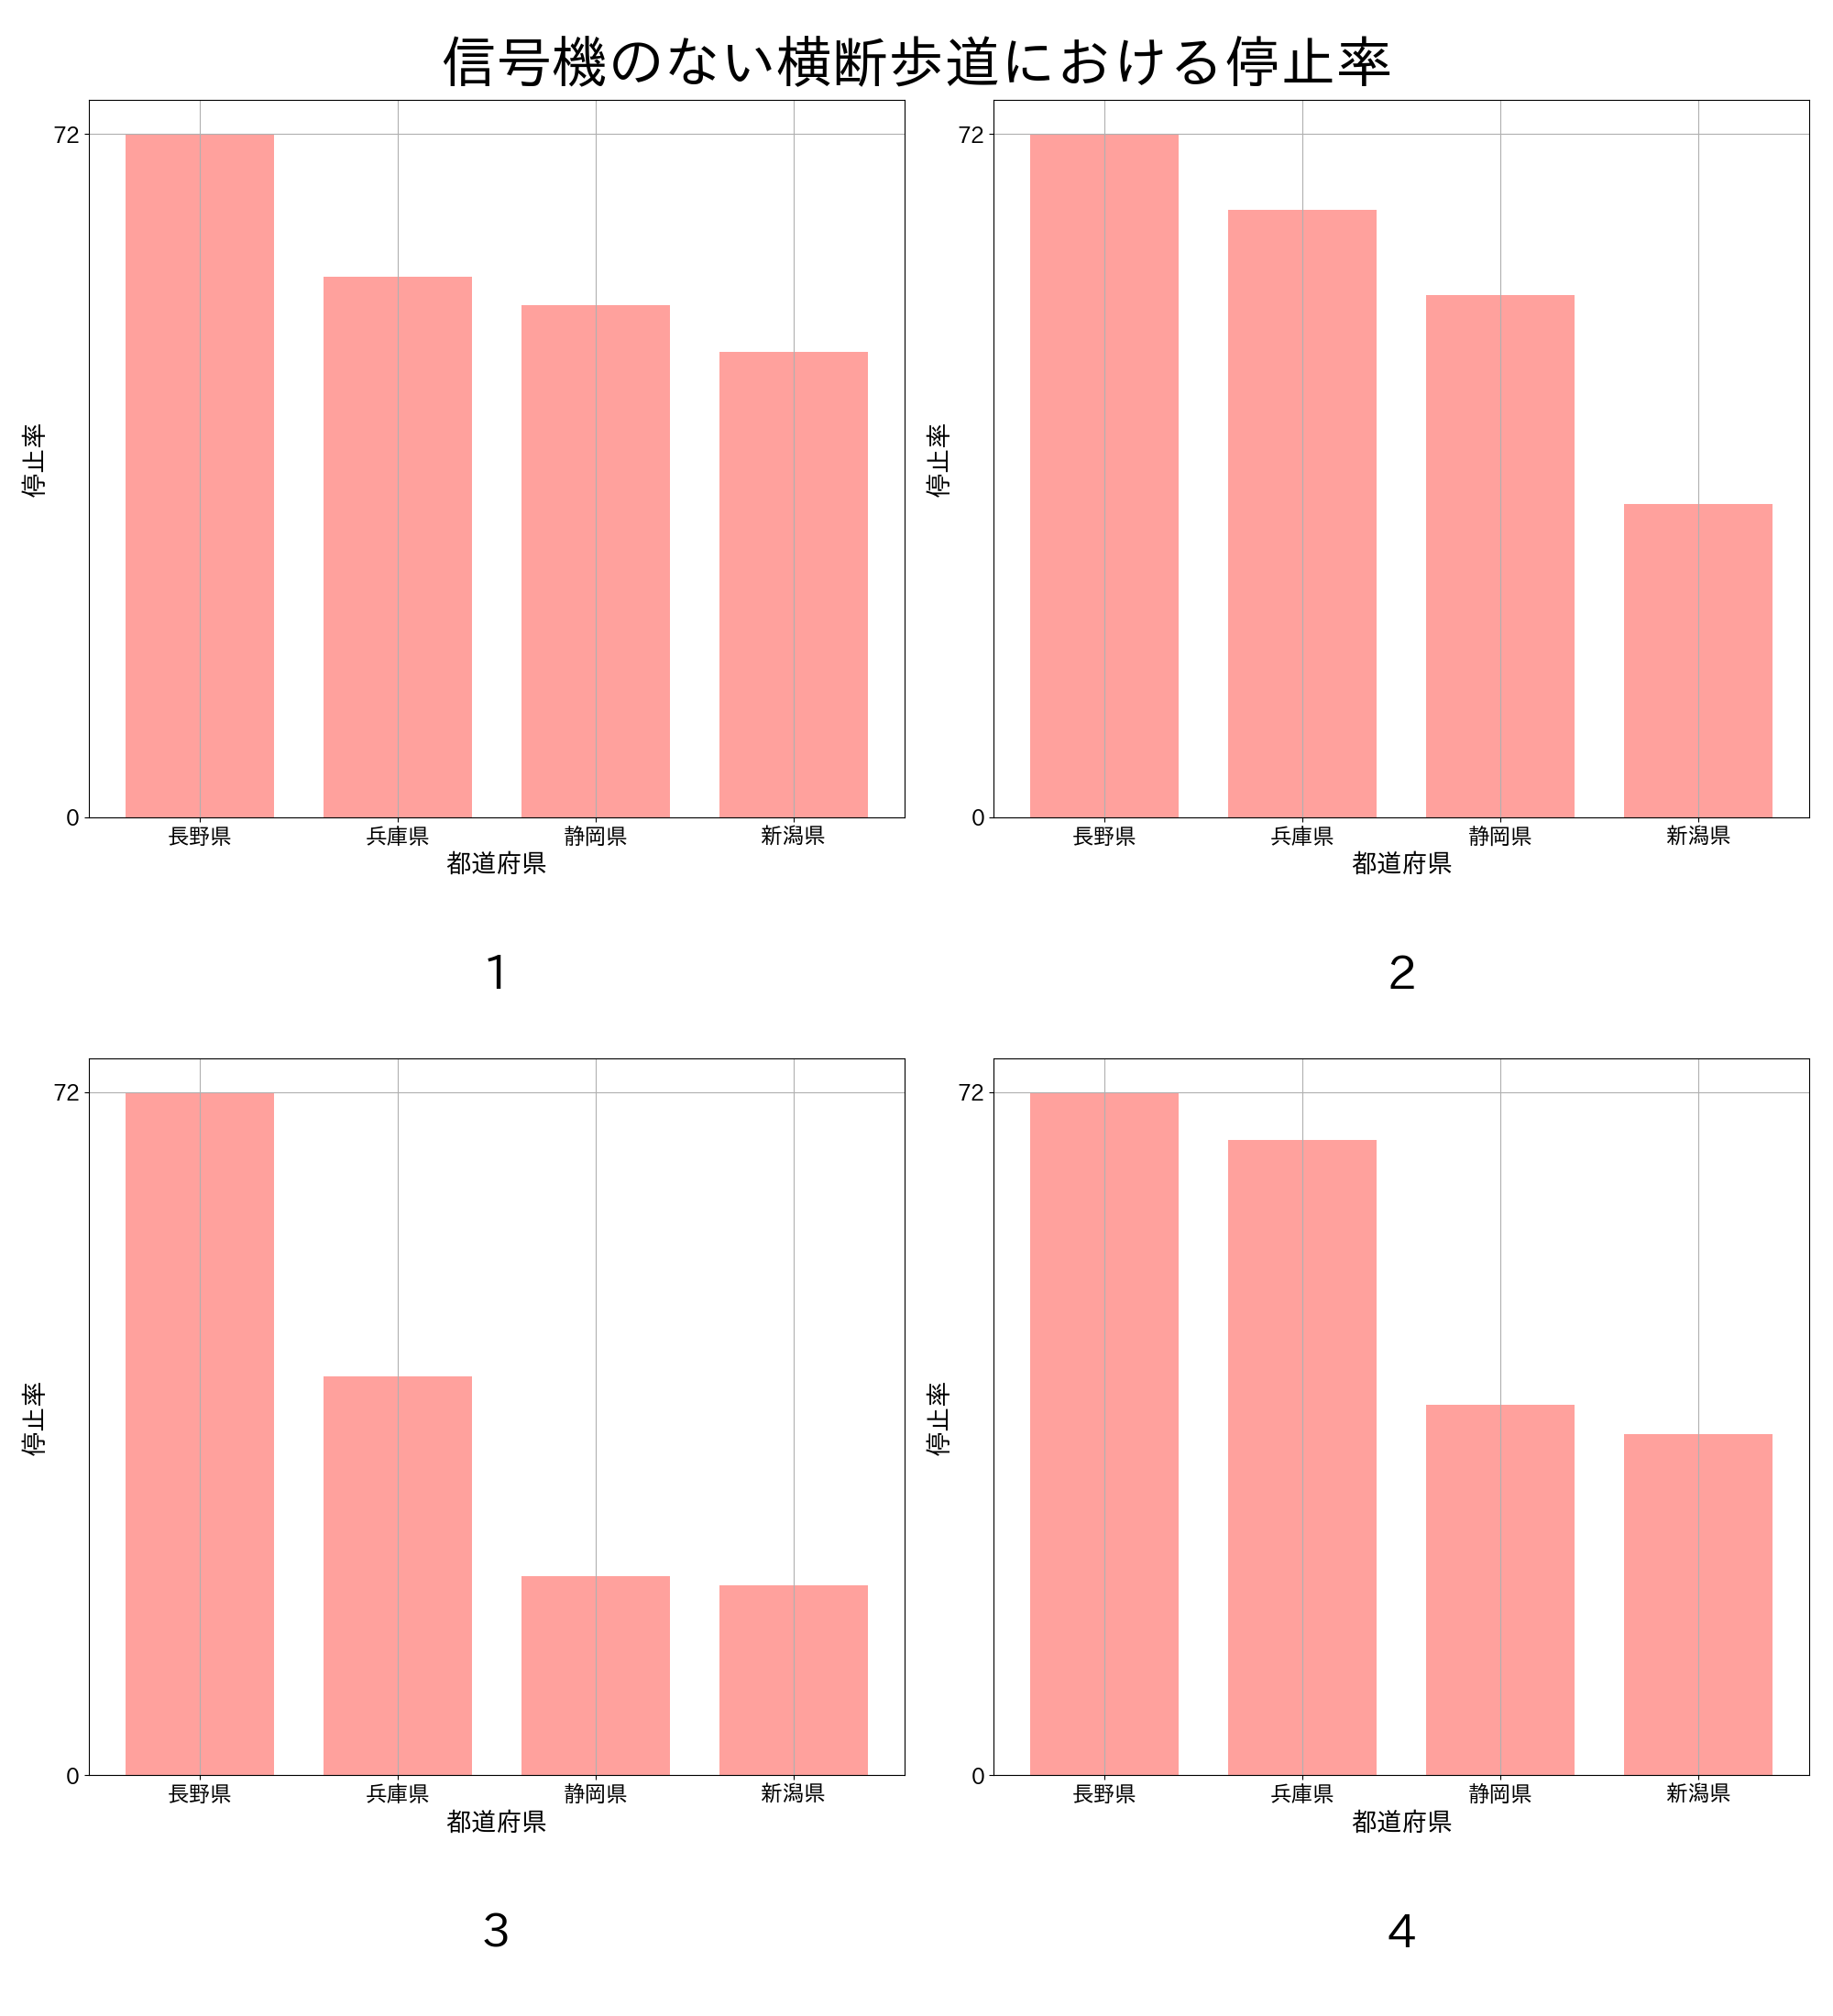 信号機のない横断歩道における停止率
72
0
停止率
長野県 兵庫県 静岡県 新潟県
都道府県
1
72
0
停止率
長野県 兵庫県 静岡県 新潟県
都道府県
2
72
0
停止率
長野県 兵庫県 静岡県 新潟県
都道府県
3
72
0
停止率
長野県 兵庫県 静岡県 新潟県
都道府県
4